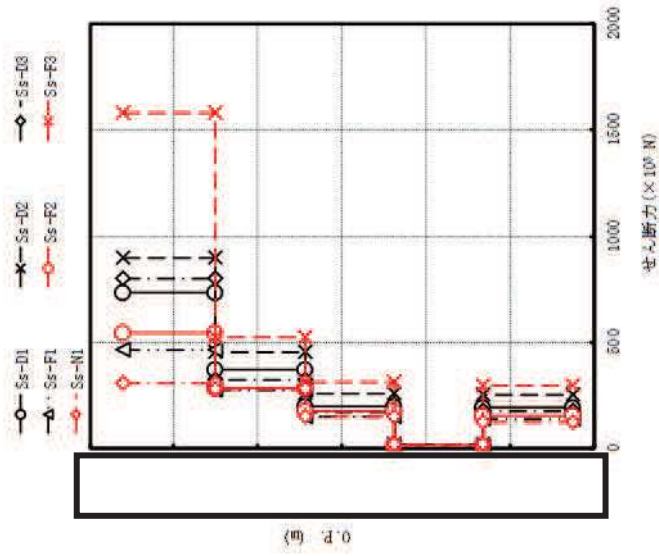 Ss-D1
Ss-D2
Ss-D3
Ss-F1
Ss-F2
Ss-F3
Ss-N1
0
500
1000
1500
2000
せん断力(×10³ N)
O.P. (m)